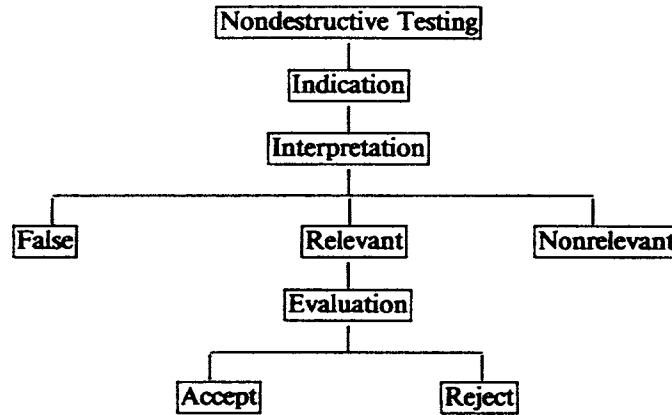 Nondestructive Testing
Indication
Interpretation
False Relevant Nonrelevant
Evaluation
Accept Reject